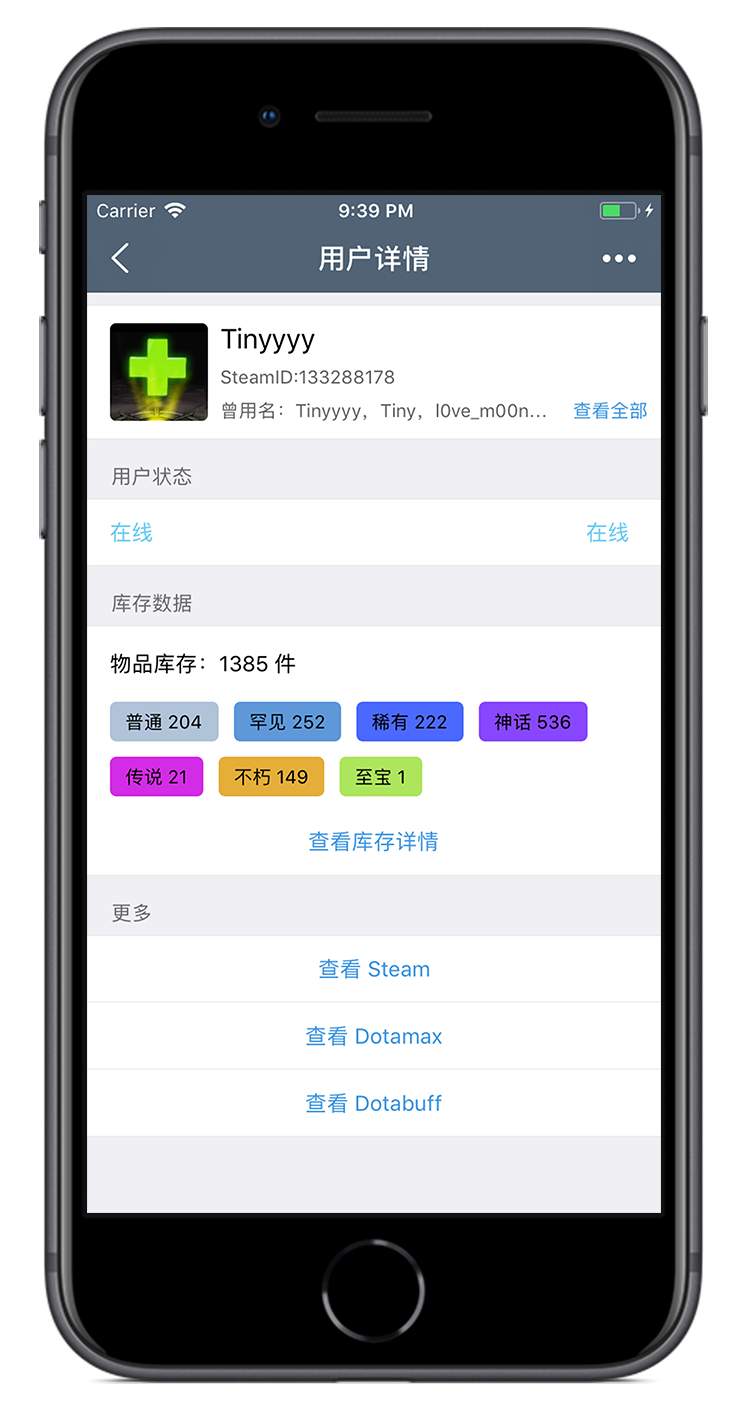 Carrier 9:39 PM
用户详情
Tinyyyy
SteamID:133288178
曾用名：Tinyyyy，Tiny，l0ve_m00n... 查看全部
用户状态
在线 在线
库存数据
物品库存：1385 件
普通 204 罕见 252 稀有 222 神话 536
传说 21 不朽 149 至宝 1
查看库存详情
更多
查看 Steam
查看 Dotamax
查看 Dotabuff